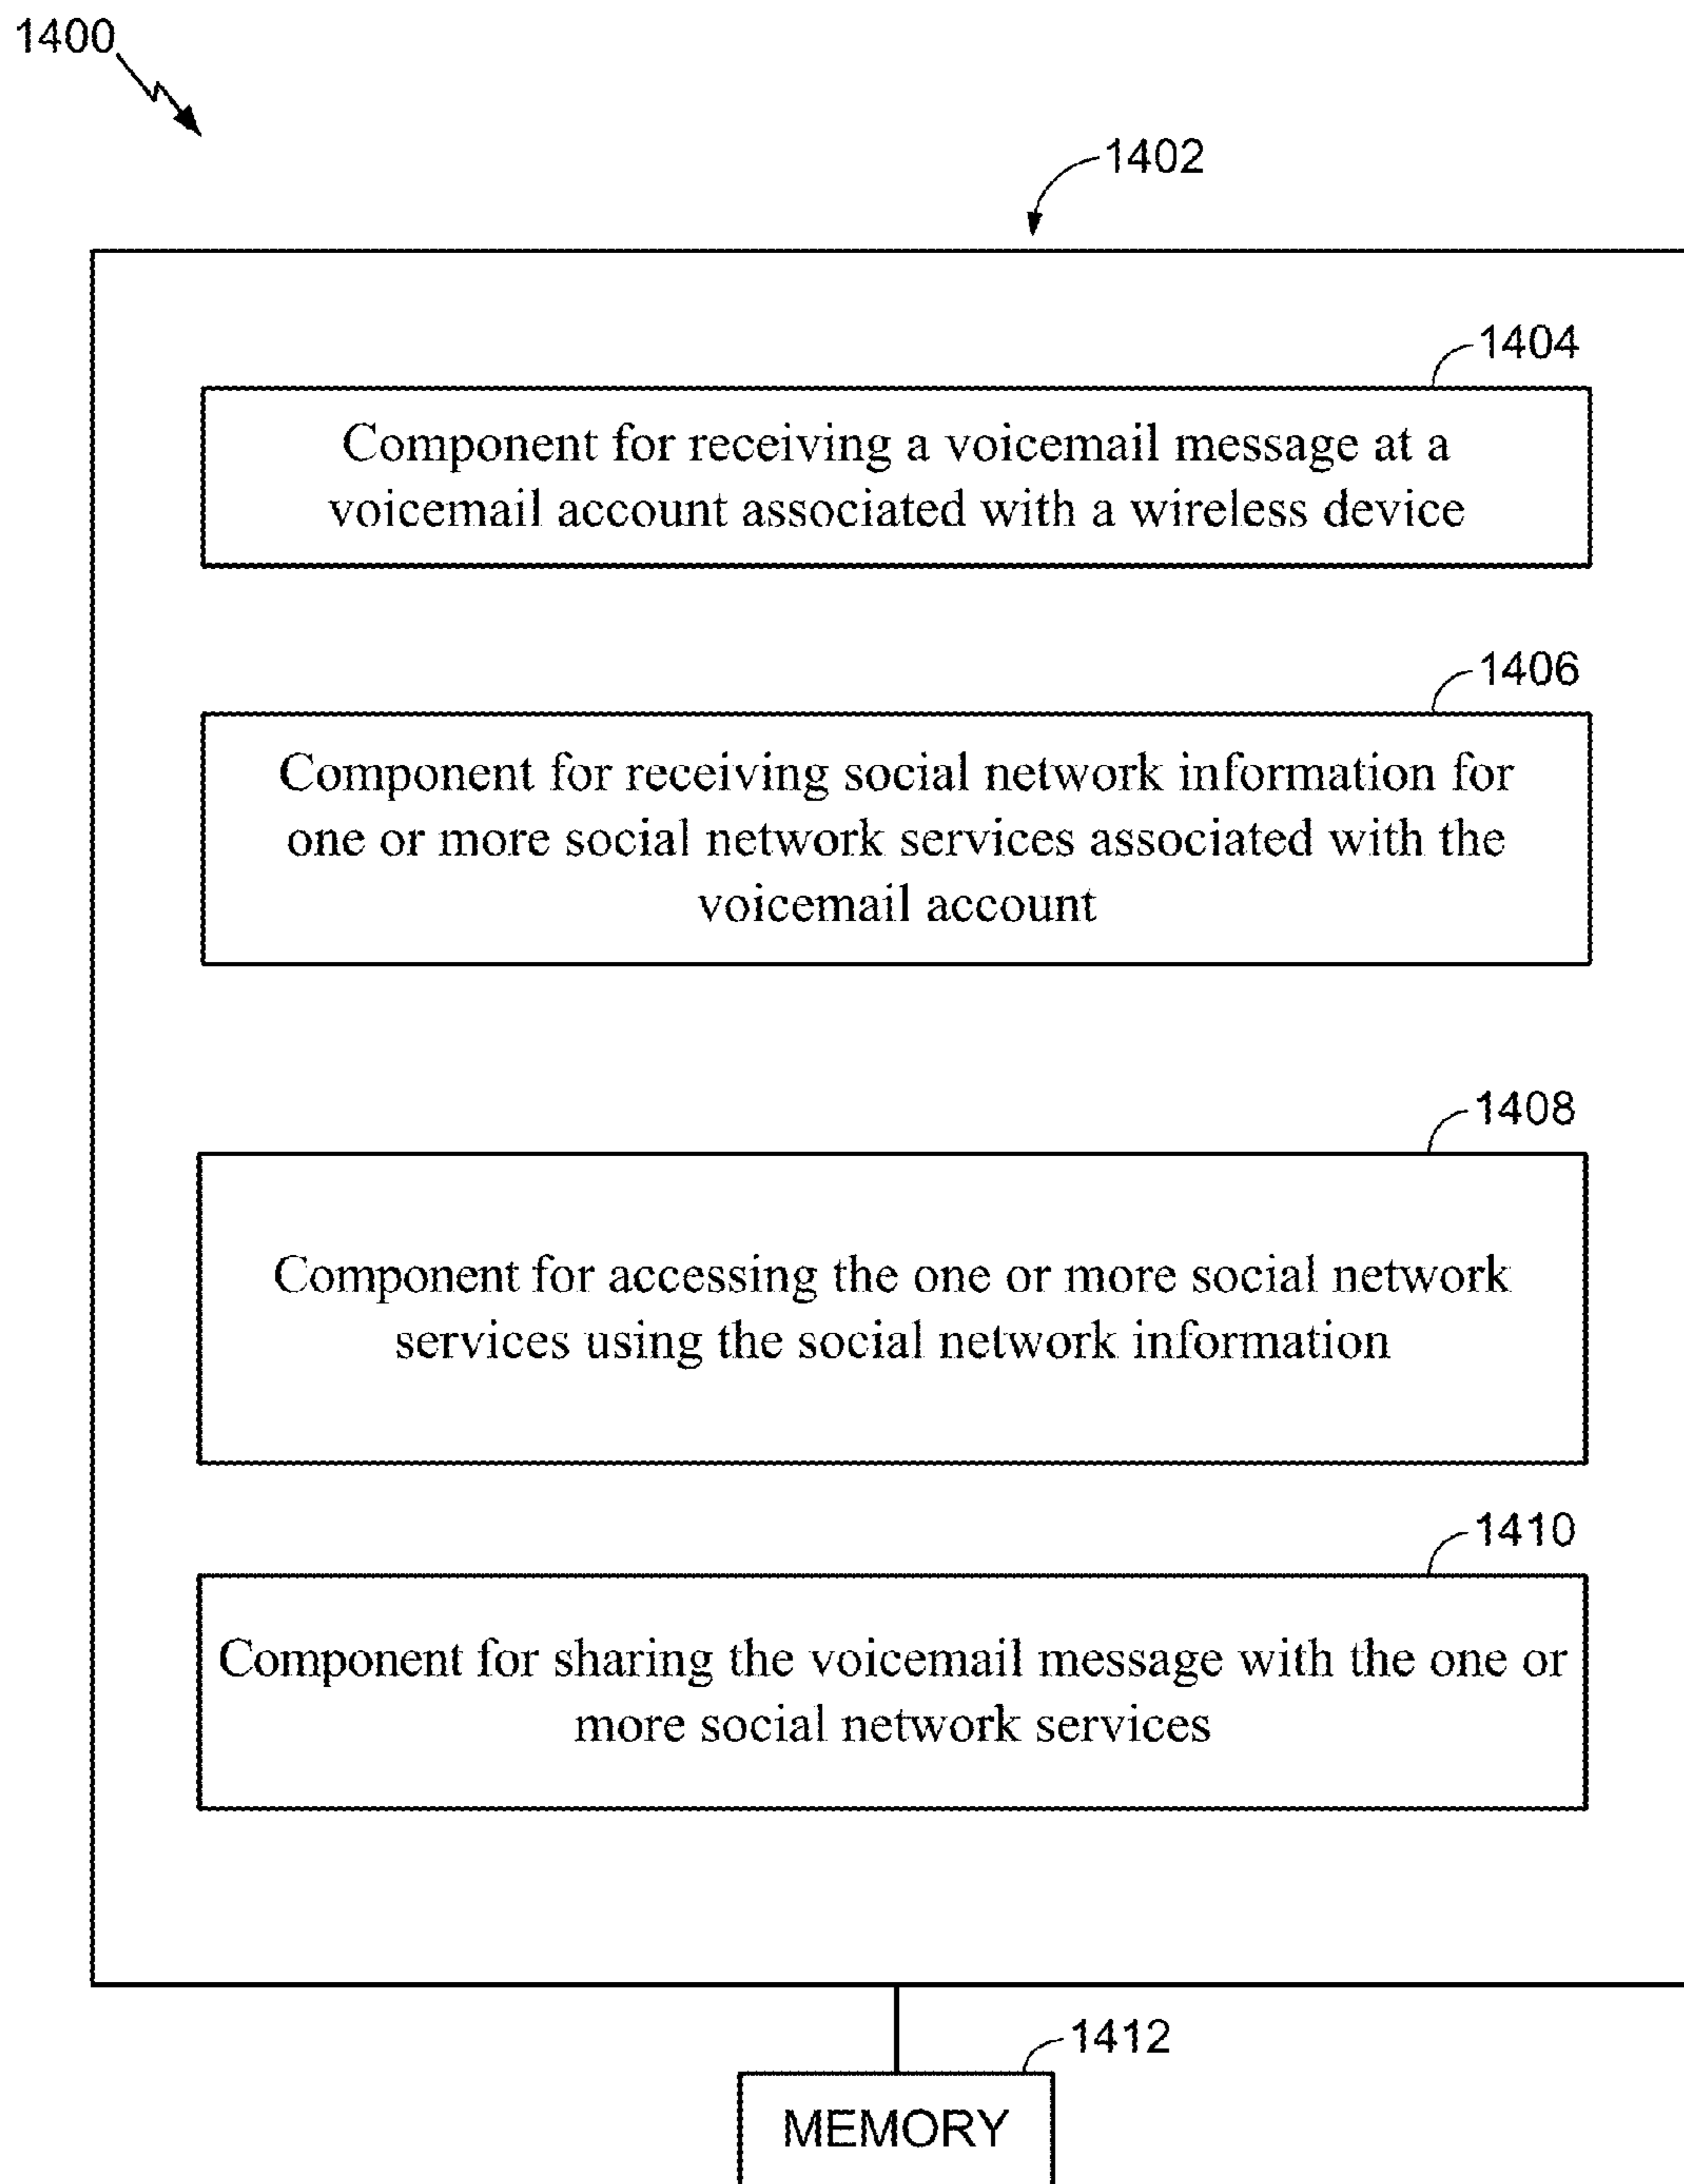 1400
1402
1404
Component for receiving a voicemail message at a
voicemail account associated with a wireless device
1406
Component for receiving social network information for
one or more social network services associated with the
voicemail account
1408
Component for accessing the one or more social network
services using the social network information
1410
Component for sharing the voicemail message with the one or
more social network services
1412
MEMORY